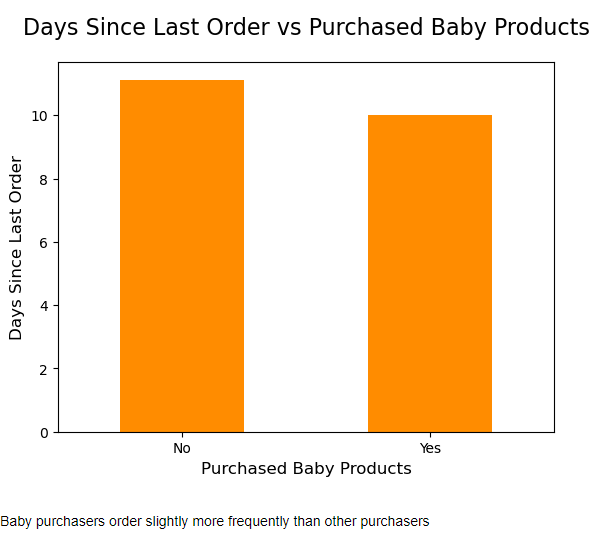 Days Since Last Order vs Purchased Baby Products
Days Since Last Order
10
8
6
4
2
0
No
Yes
Purchased Baby Products
Baby purchasers order slightly more frequently than other purchasers